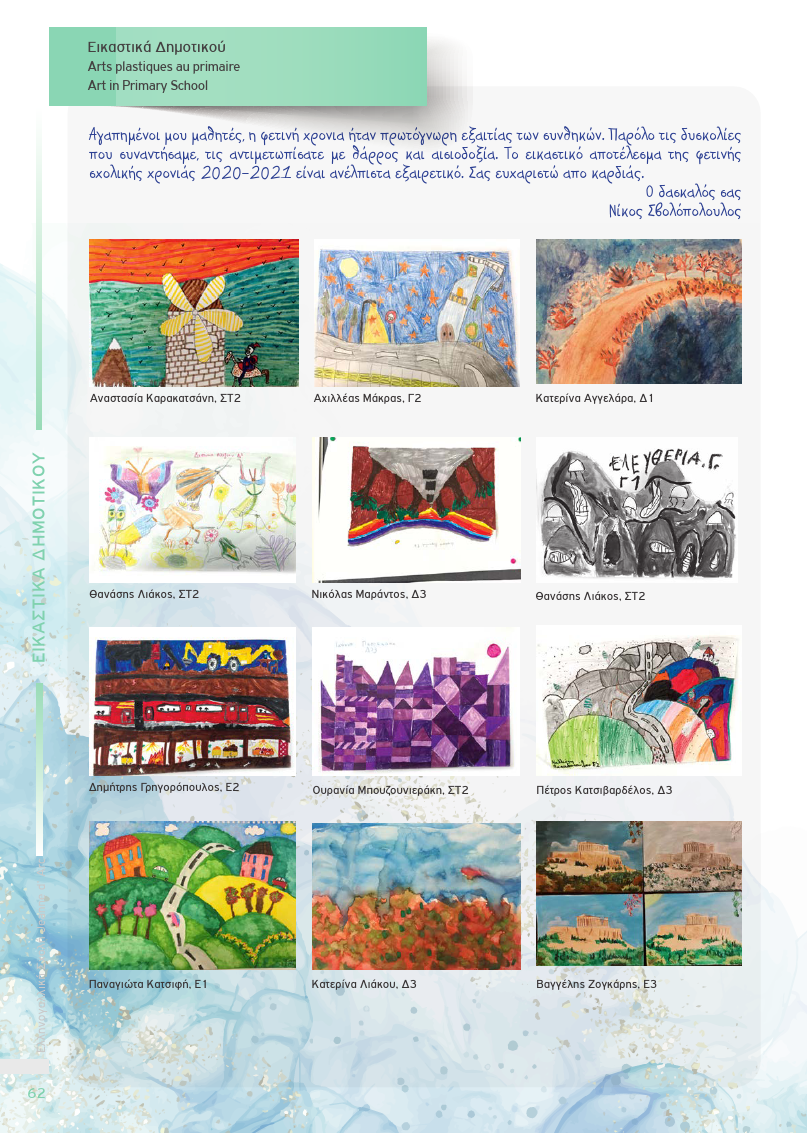 Εικαστικά Δημοτικού
Arts plastiques au primaire
Art in Primary School
Αγαπημένοι μου μαθητές, η φετινή χρονια ήταν πρωτόγνωρη εξαιτίας των συνθηκών. Παρόλο τις δυσκολίες
που συναντήσαμε, τις αντιμετωπίσατε με θάρρος και αισιοδοξία. Το εικαστικό αποτέλεσμα της φετινής
σχολικής χρονιάς 2020-2021 είναι ανέλπιστα εξαιρετικό. Σας ευχαριστώ απο καρδιάς.
Ο δασκαλός σας
Νίκος Σβολόπουλος
Αναστασία Καρακατσάνη, ΣΤ2
Αχιλλέας Μάκρας, Γ2
Κατερίνα Αγγελάρα, Δ1
ΕΛΕΥΘΕΡΙΑ. Γ.
Γ1
Θανάσης Λιάκος, ΣΤ2
Νικόλας Μαράντος, Δ3
Θανάσης Λιάκος, ΣΤ2
Δημήτρης Γρηγορόπουλος, Ε2
Ουρανία Μπουζουνιεράκη, ΣΤ2
Πέτρος Κατσιβαρδέλος, Δ3
Παναγιώτα Κατσιφή, Ε1
Κατερίνα Λιάκου, Δ3
Βαγγέλης Ζογκάρης, Ε3
ΕΙΚΑΣΤΙΚΑ ΔΗΜΟΤΙΚΟΥ
62